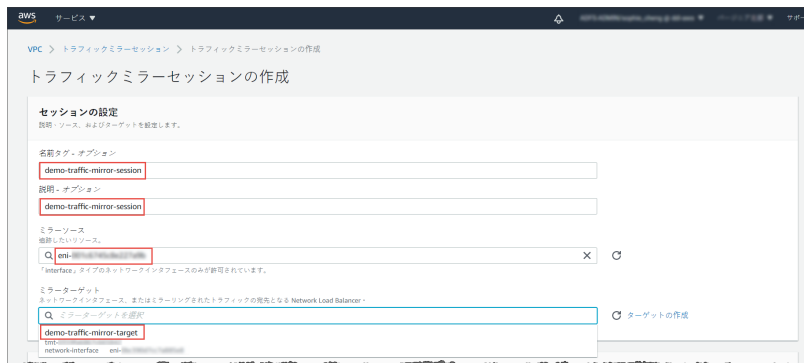 aws サービス ▼ サポー
VPC > トラフィックミラーセッション > トラフィックミラーセッションの作成
トラフィックミラーセッションの作成
セッションの設定
説明、ソース、およびターゲットを設定します。
名前タグ - オプション
demo-traffic-mirror-session
説明 - オプション
demo-traffic-mirror-session
ミラーソース
追跡したいリソース。
eni-
「interface」タイプのネットワークインタフェースのみが許可されています。
ミラーターゲット
ネットワークインタフェース、またはミラーリングされたトラフィックの宛先となる Network Load Balancer。
ミラーターゲットを選択 ターゲットの作成
demo-traffic-mirror-target
tmt-
network-interface eni-